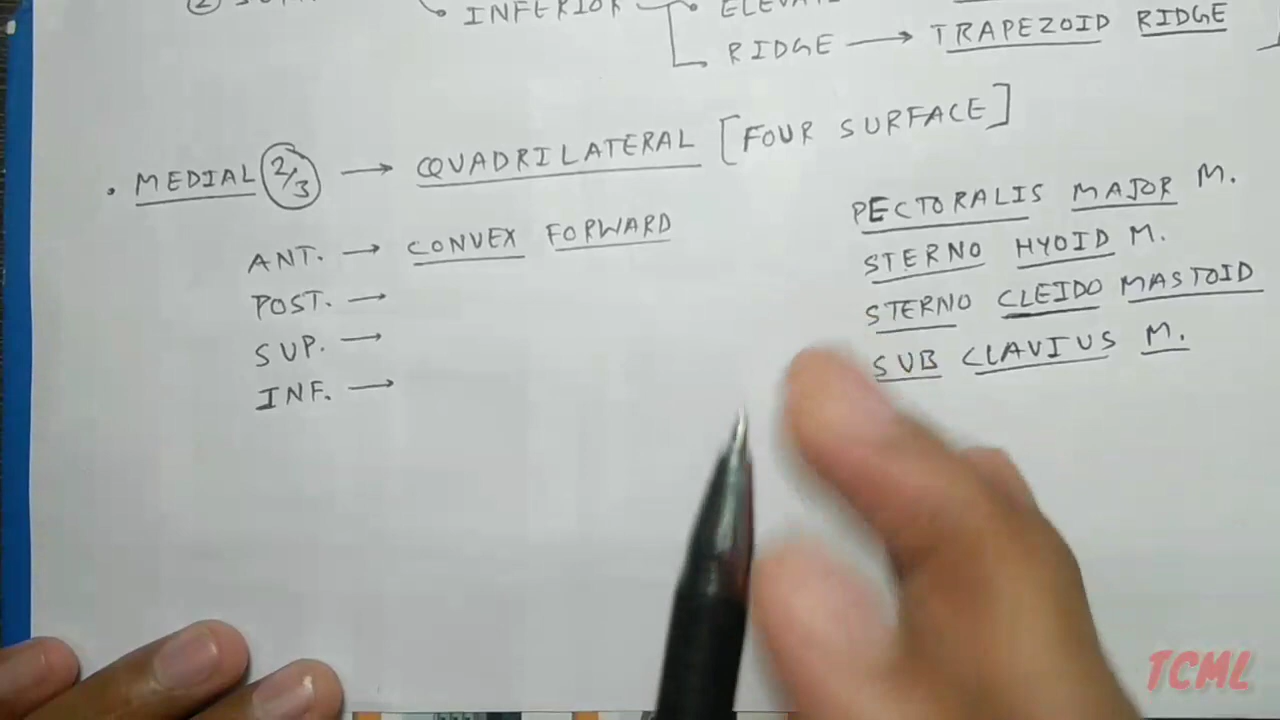 INFERIOR
RIDGE → TRAPEZOID RIDGE
• MEDIAL 2/3 → QUADRILATERAL [FOUR SURFACE]
ANT. → CONVEX FORWARD
POST. →
SUP. →
INF. →
PECTORALIS MAJOR M.
STERNO HYOID M.
STERNO CLEIDO MASTOID
SUB CLAVIUS M.
TCML